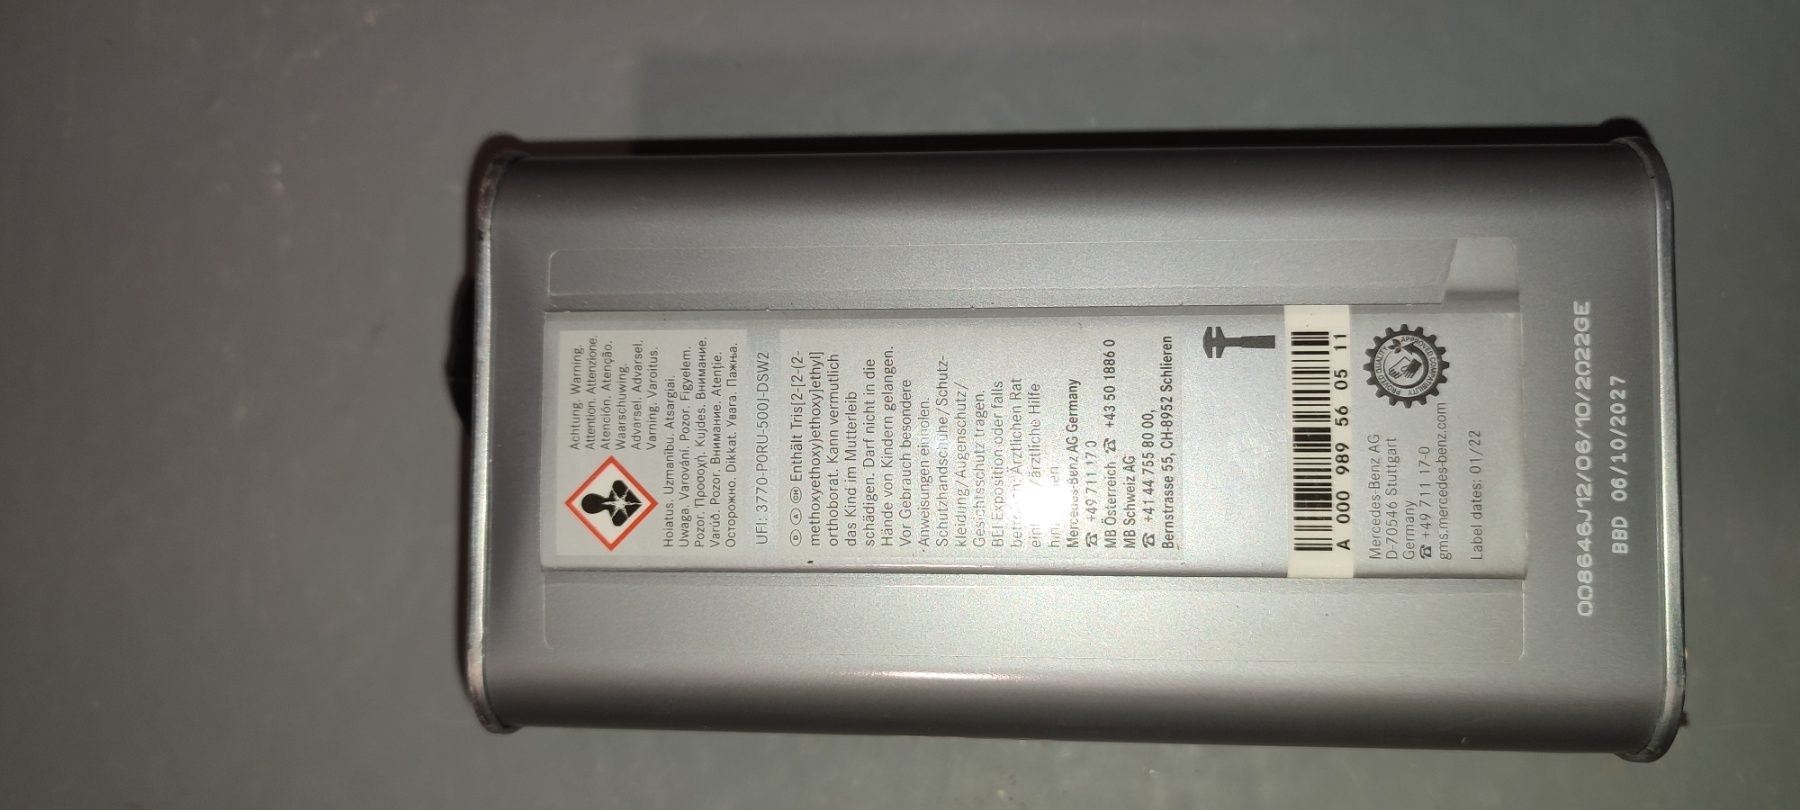 Achtung. Warning.
Attention. Attenzione.
Atención. Atenção.
Waarschuwing.
Advarsel. Advarsel.
Varning. Varoitus.
Hoiatus. Uzmanību. Atsargiai.
Uwaga. Varování. Pozor. Figyelem.
Pozor. Προσοχή. Kujdes. Внимание.
Varúð. Pozor. Внимание. Atenţie.
Осторожно. Dikkat. Увага. Пажња.
UFI: 3770-P0RU-500J-DSW2
D A CH Enthält Tris[2-[2-(2-
methoxyethoxy)ethoxy]ethyl]
orthoborat. Kann vermutlich
das Kind im Mutterleib
schädigen. Darf nicht in die
Hände von Kindern gelangen.
Vor Gebrauch besondere
Anweisungen einholen.
Schutzhandschuhe/Schutz-
kleidung/Augenschutz/
Gesichtsschutz tragen.
BEI Exposition oder falls
Ärztlichen Rat
/ärztliche Hilfe
Mercedes-Benz AG Germany
☎ +49 711 17 0
MB Österreich ☎ +43 50 1886 0
MB Schweiz AG
☎ +41 44 755 80 00,
Bernstrasse 55, CH-8952 Schlieren
A 000 989 56 05 11
Mercedes-Benz AG
D-70546 Stuttgart
Germany
☎ +49 711 17-0
gms.mercedes-benz.com
PROVED QUALITY
APPROVED COMPATIBILITY
Label dates: 01/22
008646J12/06/10/2022GE
BBD 06/10/2027